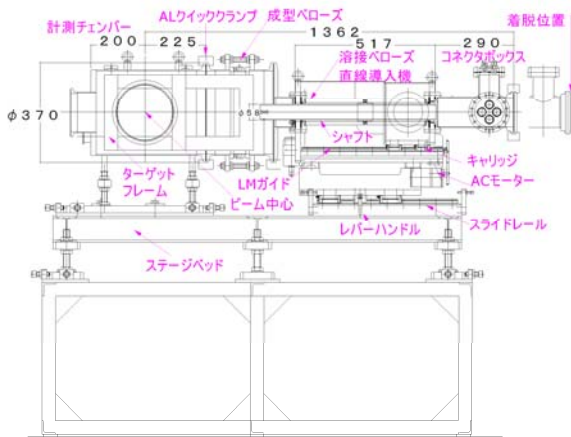 ALクイッククランプ
成型ベローズ
着脱位置
計測チェンバー
1362
200
225
517
290
溶接ベローズ
コネクタボックス
直線導入機
φ370
φ58
シャフト
キャリッジ
ターゲット
フレーム
LMガイド
ACモーター
ビーム中心
スライドレール
レバーハンドル
ステージベッド